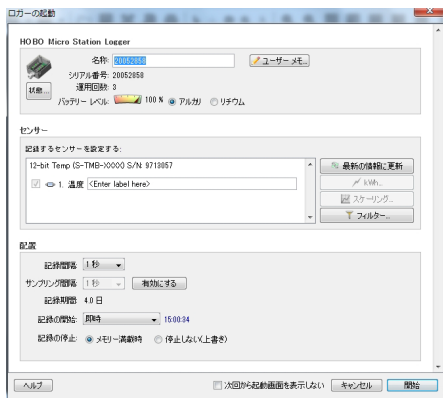 ロガーの起動
HOBO Micro Station Logger
名称: 20052858
ユーザー メモ...
シリアル番号: 20052858
状態...
運用回数: 3
バッテリー レベル: 100 % アルカリ リチウム
センサー
記録するセンサーを設定する:
12-bit Temp (S-TMB-XXXX) S/N: 9713057
1. 温度 <Enter label here>
最新の情報に更新
kWh...
スケーリング...
フィルター...
配置
記録間隔: 1 秒
サンプリング間隔: 1 秒 有効にする
記録期間: 4.0 日
記録の開始: 即時 15:00:34
記録の停止: メモリー満載時 停止しない(上書き)
ヘルプ
次回から起動画面を表示しない
キャンセル
開始